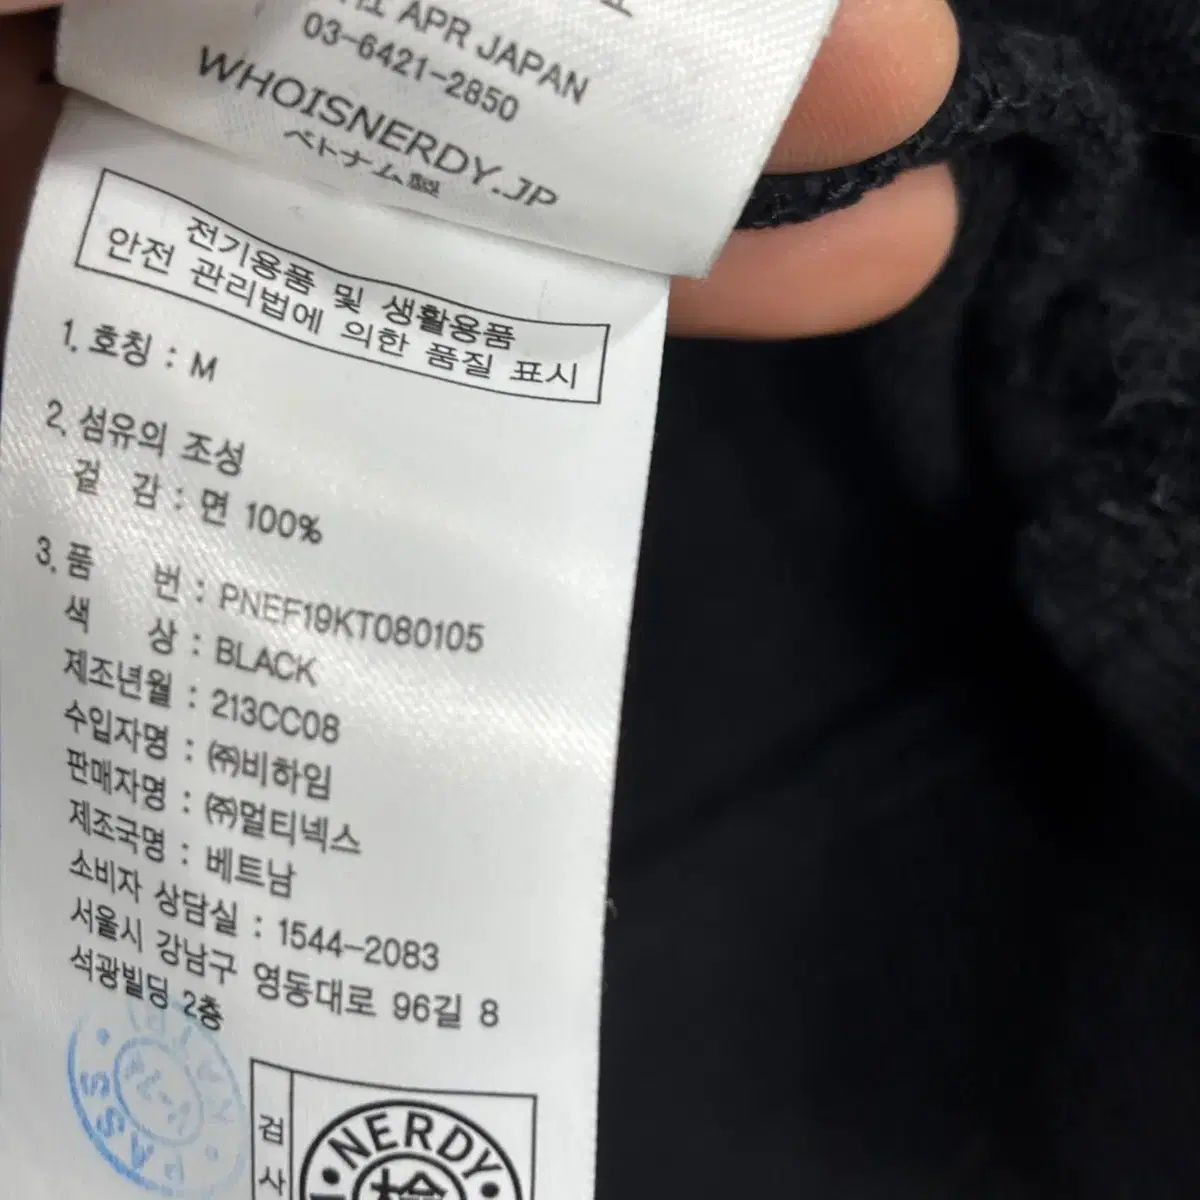 APR JAPAN
03-6421-2850
WHOISNERDY.JP
ベトナム製
전기용품 및 생활용품
안전 관리법에 의한 품질 표시
1. 호칭 : M
2. 섬유의 조성
겉 감 : 면 100%
3. 품 번 : PNEF19KT080105
색 상 : BLACK
제조년월 : 213CC08
수입자명 : ㈜비하임
판매자명 : ㈜멀티넥스
제조국명 : 베트남
소비자 상담실 : 1544-2083
서울시 강남구 영동대로 96길 8
석광빌딩 2층
PASS
검사
NERDY
検